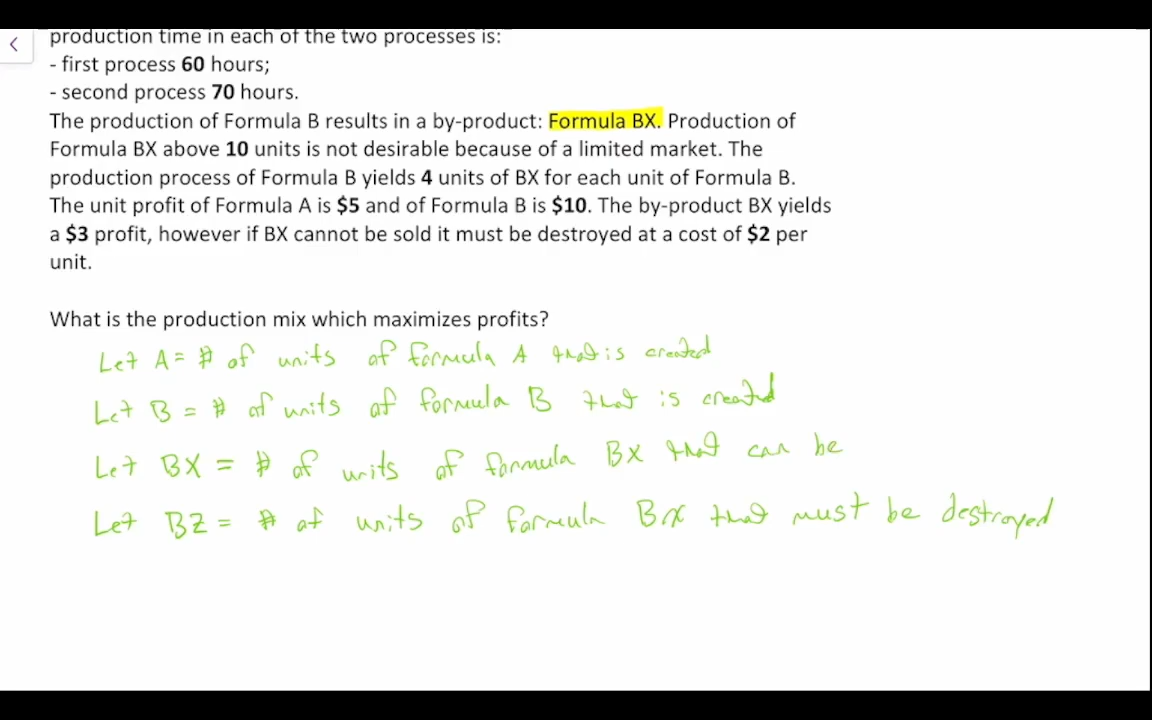 production time in each of the two processes is:
- first process 60 hours;
- second process 70 hours.
The production of Formula B results in a by-product: Formula BX. Production of
Formula BX above 10 units is not desirable because of a limited market. The
production process of Formula B yields 4 units of BX for each unit of Formula B.
The unit profit of Formula A is $5 and of Formula B is $10. The by-product BX yields
a $3 profit, however if BX cannot be sold it must be destroyed at a cost of $2 per
unit.
What is the production mix which maximizes profits?
Let A = # of units of formula A that is created
Let B = # of units of formula B that is created
Let BX = # of units of formula BX that can be
Let BZ = # of units of formula BX that must be destroyed